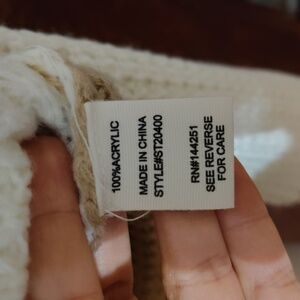 100%ACRYLIC
MADE IN CHINA
STYLE#ST20400
RN#144251
SEE REVERSE
FOR CARE